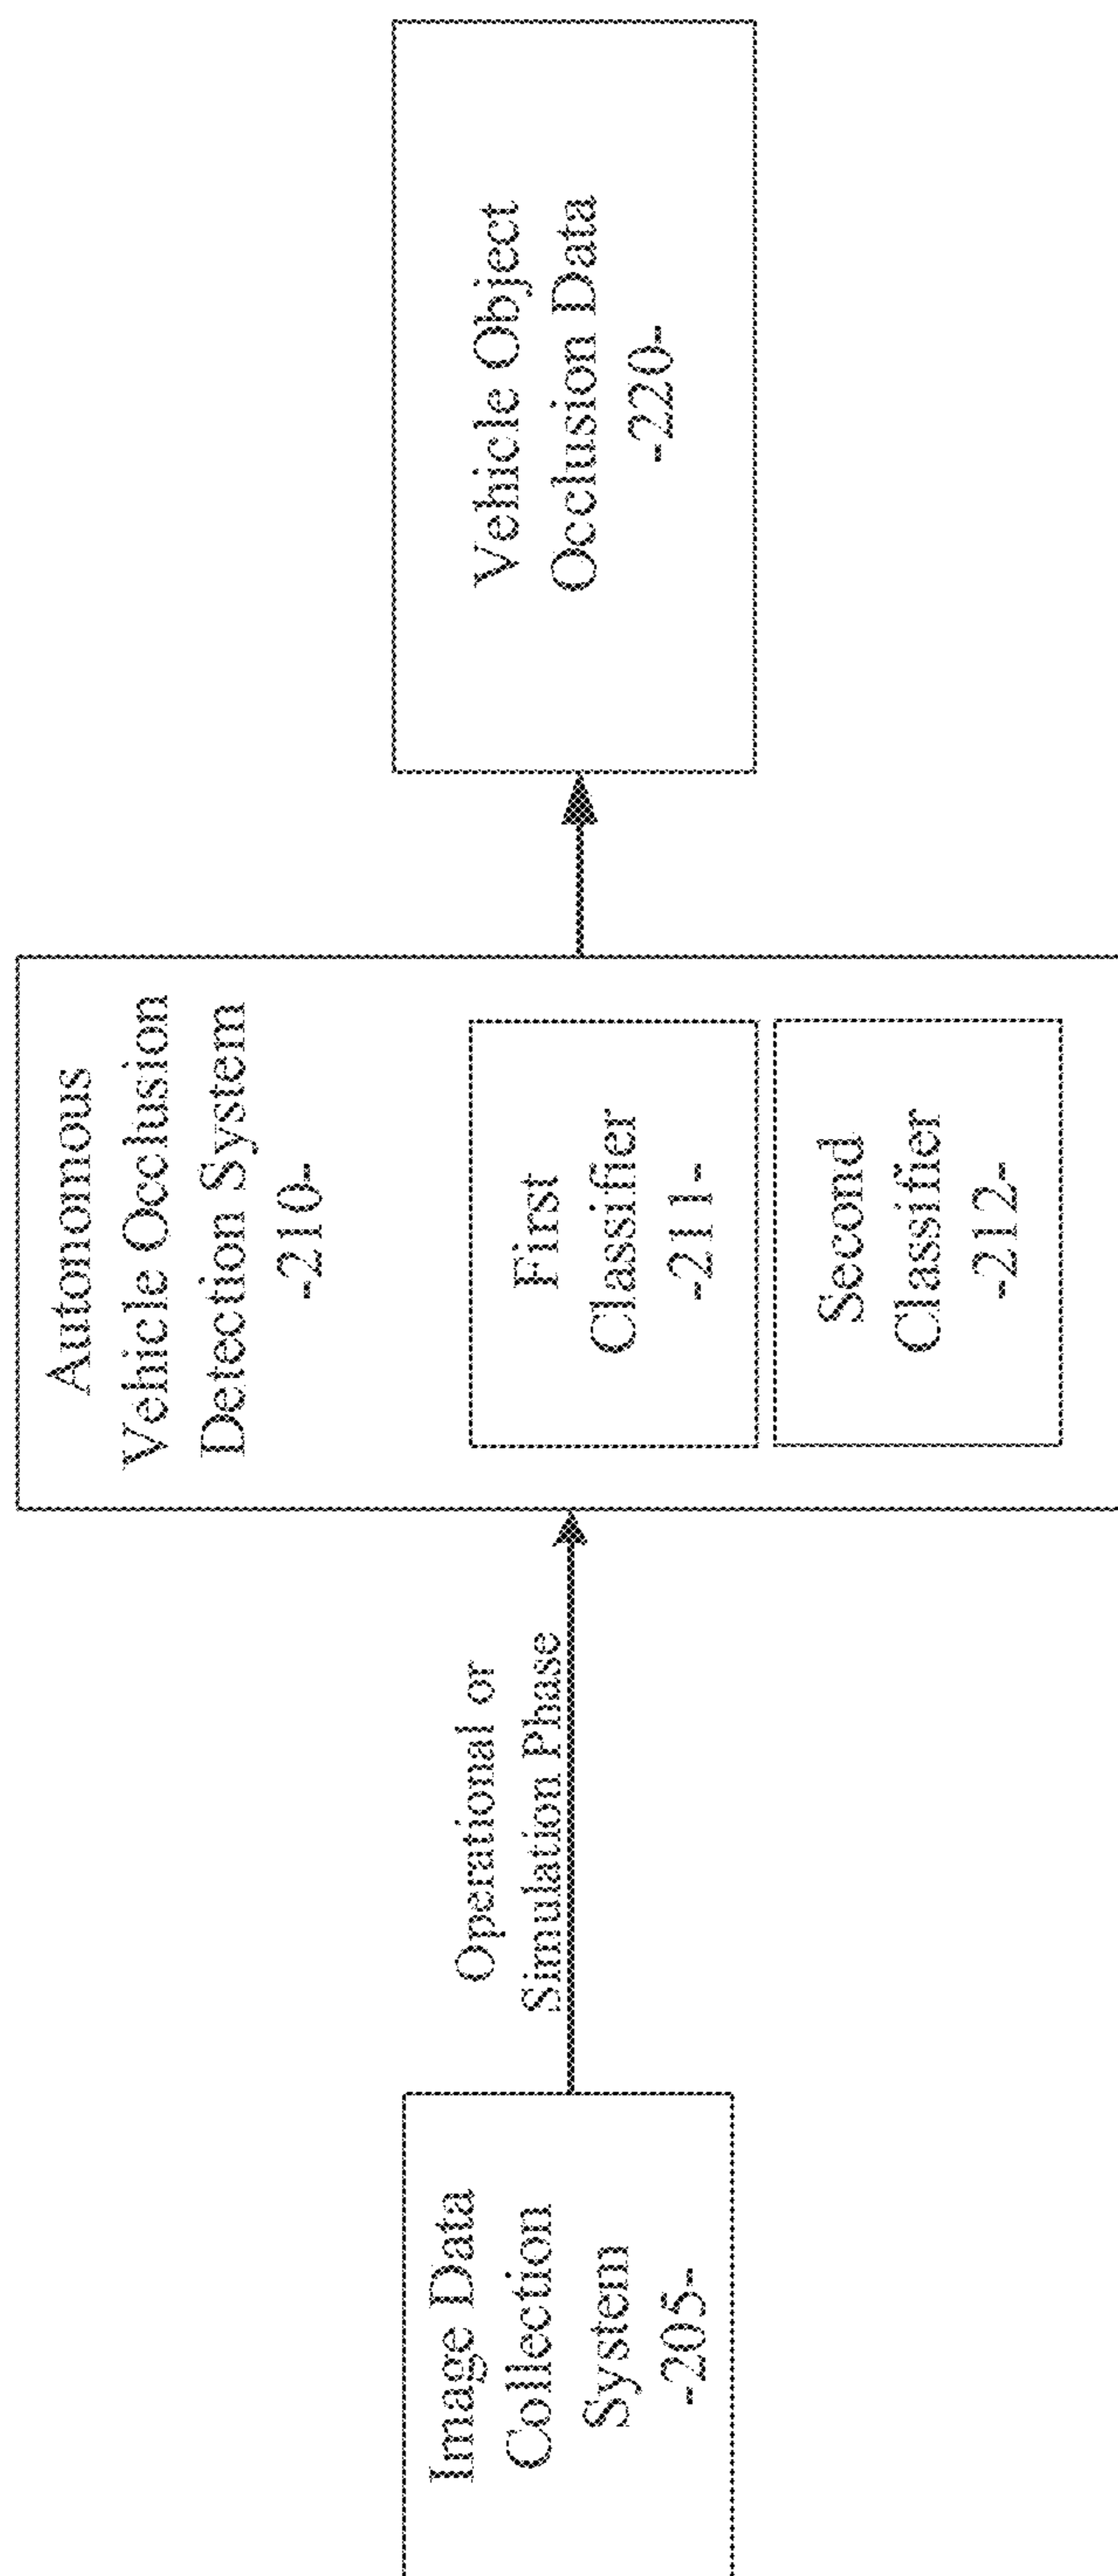 Image Data
Collection
System
-205-
Operational or
Simulation Phase
Autonomous
Vehicle Occlusion
Detection System
-210-
First
Classifier
-211-
Second
Classifier
-212-
Vehicle Object
Occlusion Data
-220-